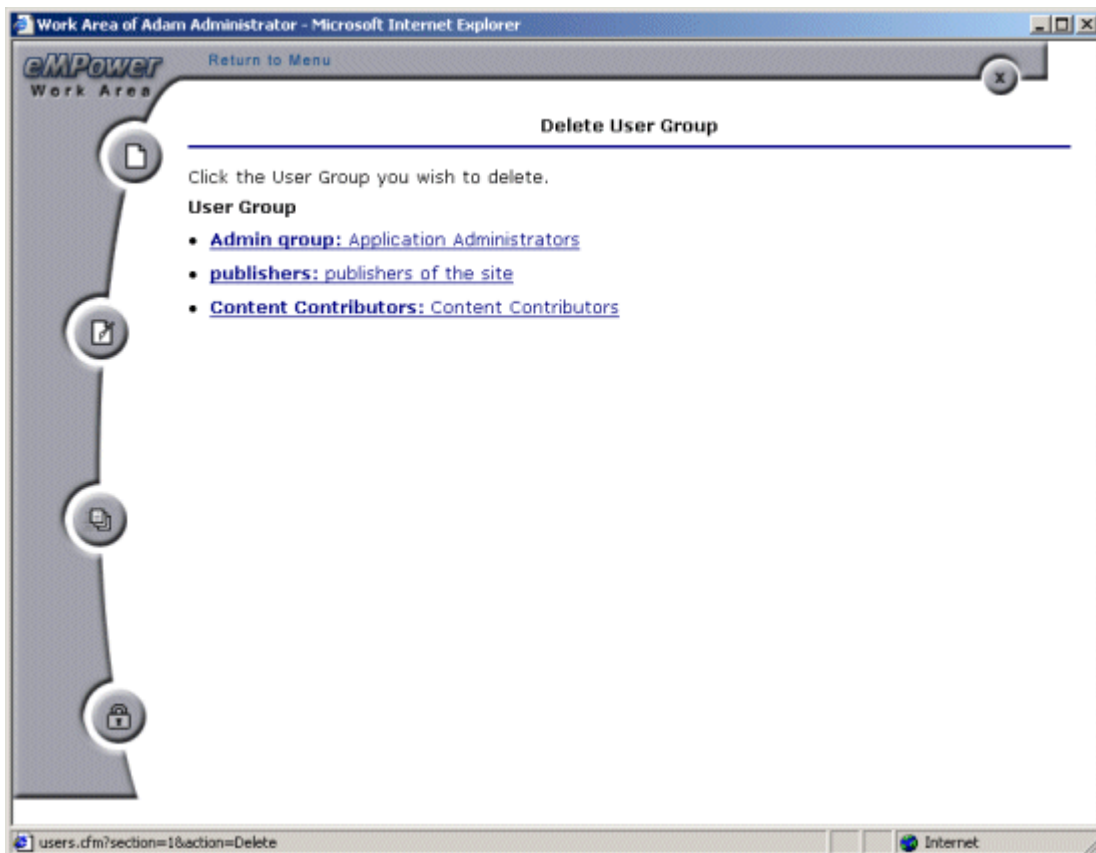 Work Area of Adam Administrator - Microsoft Internet Explorer
eMPower
Return to Menu
Work Area
x
Delete User Group
Click the User Group you wish to delete.
User Group
• Admin group: Application Administrators
• publishers: publishers of the site
• Content Contributors: Content Contributors
users.cfm?section=1&action=Delete
Internet